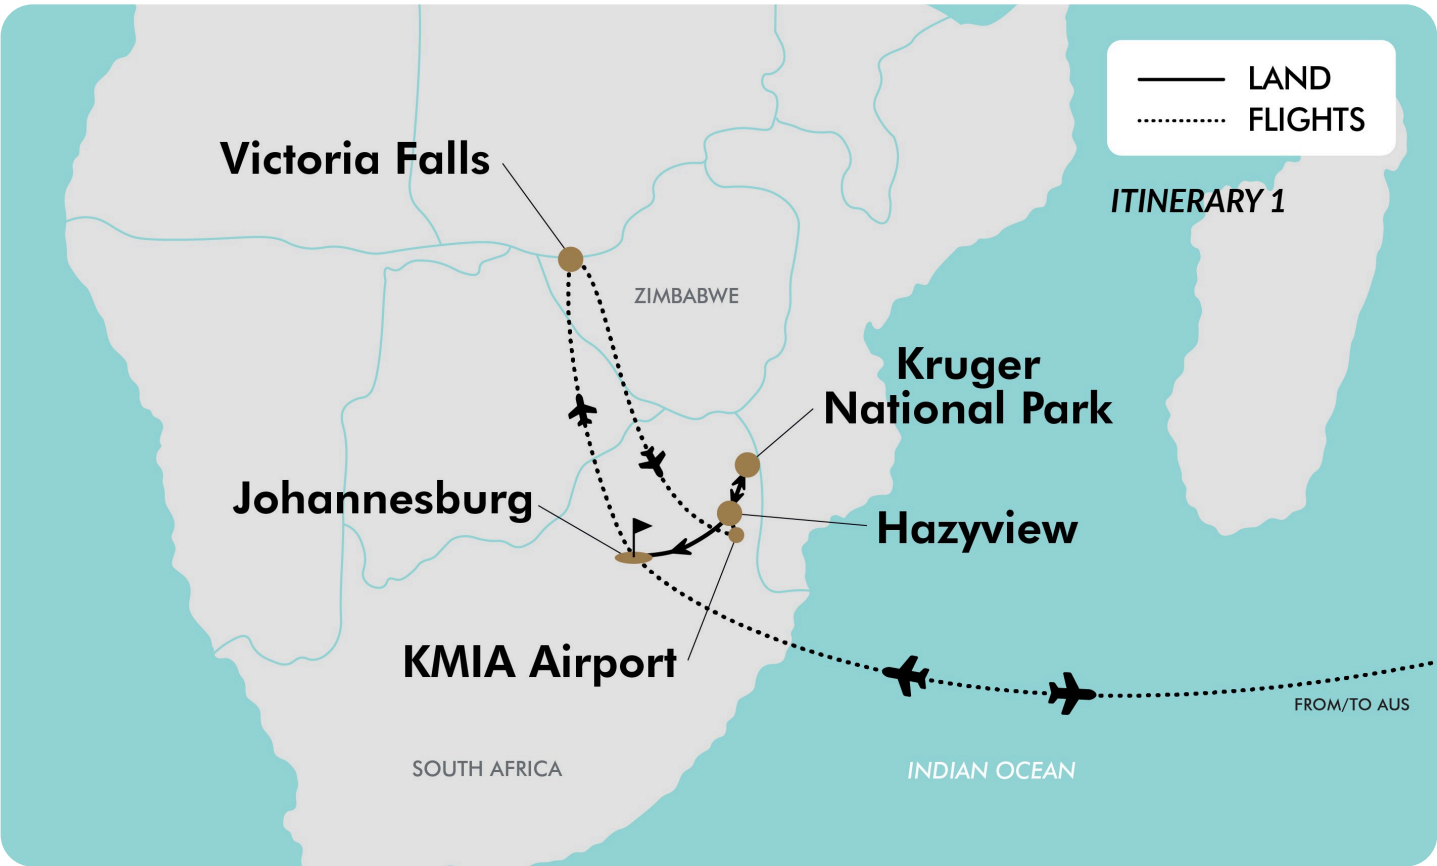 LAND
FLIGHTS
ITINERARY 1
Victoria Falls
ZIMBABWE
Kruger
National Park
Johannesburg
Hazyview
KMIA Airport
FROM/TO AUS
SOUTH AFRICA
INDIAN OCEAN